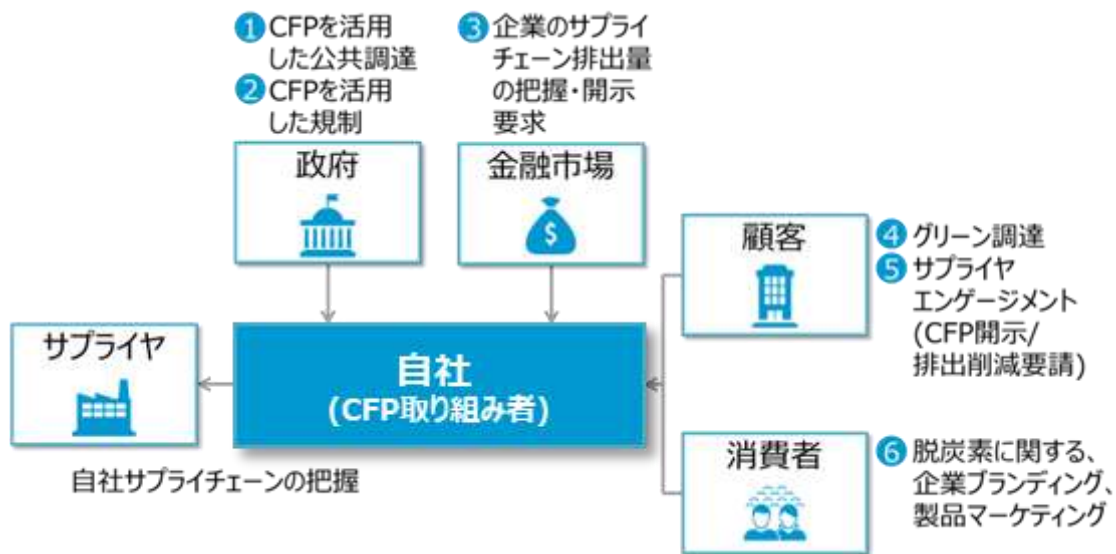 ① CFPを活用
した公共調達
② CFPを活用
した規制
③ 企業のサプライ
チェーン排出量
の把握・開示
要求
政府
金融市場
$
顧客
④ グリーン調達
⑤ サプライヤ
エンゲージメント
(CFP開示/
排出削減要請)
サプライヤ
自社
(CFP取り組み者)
自社サプライチェーンの把握
消費者
⑥ 脱炭素に関する、
企業ブランディング、
製品マーケティング